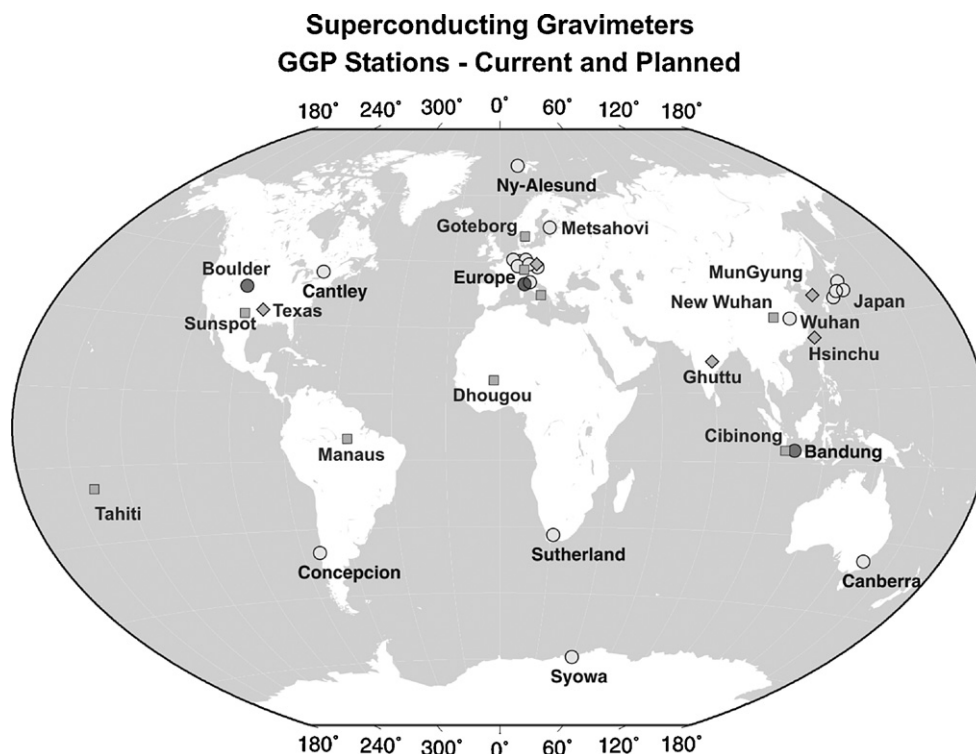 Superconducting Gravimeters
GGP Stations - Current and Planned
180° 240° 300° 0° 60° 120° 180°
Ny-Alesund
Goteborg
Metsahovi
Boulder
Cantley
Europe
MunGyung
Japan
Sunspot
Texas
New Wuhan
Wuhan
Hsinchu
Ghuttu
Dhougou
Manaus
Cibinong
Bandung
Tahiti
Concepcion
Sutherland
Canberra
Syowa
180° 240° 300° 0° 60° 120° 180°